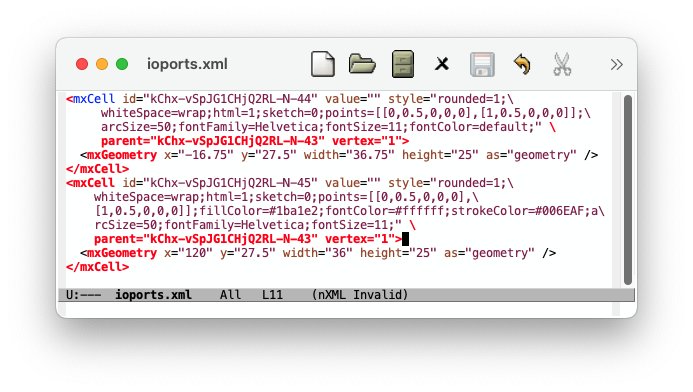 ioports.xml
<mxCell id="kChx-vSpJG1CHjQ2RL-N-44" value="" style="rounded=1;\
whiteSpace=wrap;html=1;sketch=0;points=[[0,0.5,0,0,0],[1,0.5,0,0,0]];\
arcSize=50;fontFamily=Helvetica;fontSize=11;fontColor=default;" \
parent="kChx-vSpJG1CHjQ2RL-N-43" vertex="1">
<mxGeometry x="-16.75" y="27.5" width="36.75" height="25" as="geometry" />
</mxCell>
<mxCell id="kChx-vSpJG1CHjQ2RL-N-45" value="" style="rounded=1;\
whiteSpace=wrap;html=1;sketch=0;points=[[0,0.5,0,0,0],\
[1,0.5,0,0,0]];fillColor=#1ba1e2;fontColor=#ffffff;strokeColor=#006EAF;a\
rcSize=50;fontFamily=Helvetica;fontSize=11;" \
parent="kChx-vSpJG1CHjQ2RL-N-43" vertex="1">
<mxGeometry x="120" y="27.5" width="36" height="25" as="geometry" />
</mxCell>
U:--- ioports.xml All L11 (nXML Invalid)